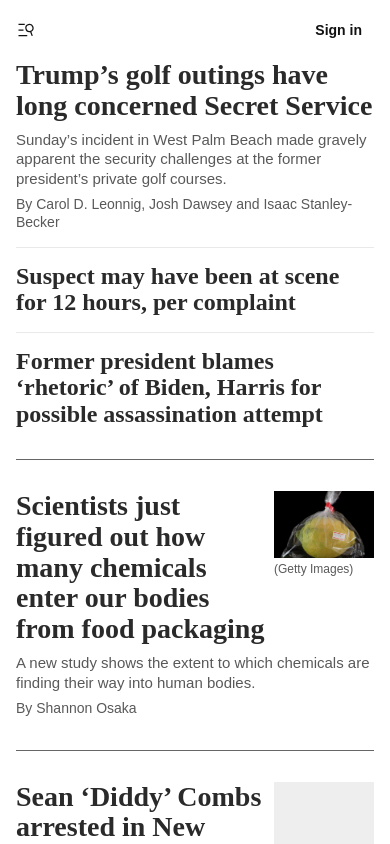 Sign in
Trump’s golf outings have
long concerned Secret Service
Sunday’s incident in West Palm Beach made gravely
apparent the security challenges at the former
president’s private golf courses.
By Carol D. Leonnig, Josh Dawsey and Isaac Stanley-
Becker
Suspect may have been at scene
for 12 hours, per complaint
Former president blames
‘rhetoric’ of Biden, Harris for
possible assassination attempt
Scientists just
figured out how
many chemicals
enter our bodies
from food packaging
(Getty Images)
A new study shows the extent to which chemicals are
finding their way into human bodies.
By Shannon Osaka
Sean ‘Diddy’ Combs
arrested in New